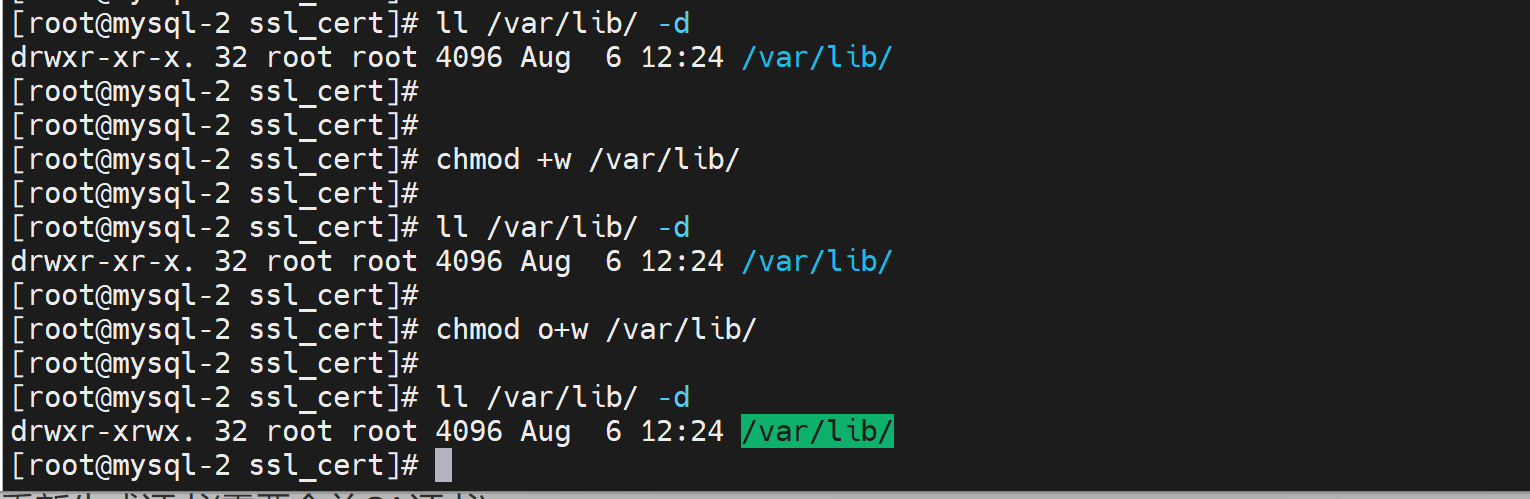 [root@mysql-2 ssl_cert]# ll /var/lib/ -d
drwxr-xr-x. 32 root root 4096 Aug  6 12:24 /var/lib/
[root@mysql-2 ssl_cert]#
[root@mysql-2 ssl_cert]#
[root@mysql-2 ssl_cert]# chmod +w /var/lib/
[root@mysql-2 ssl_cert]#
[root@mysql-2 ssl_cert]# ll /var/lib/ -d
drwxr-xr-x. 32 root root 4096 Aug  6 12:24 /var/lib/
[root@mysql-2 ssl_cert]#
[root@mysql-2 ssl_cert]# chmod o+w /var/lib/
[root@mysql-2 ssl_cert]#
[root@mysql-2 ssl_cert]# ll /var/lib/ -d
drwxr-xrwx. 32 root root 4096 Aug  6 12:24 /var/lib/
[root@mysql-2 ssl_cert]#